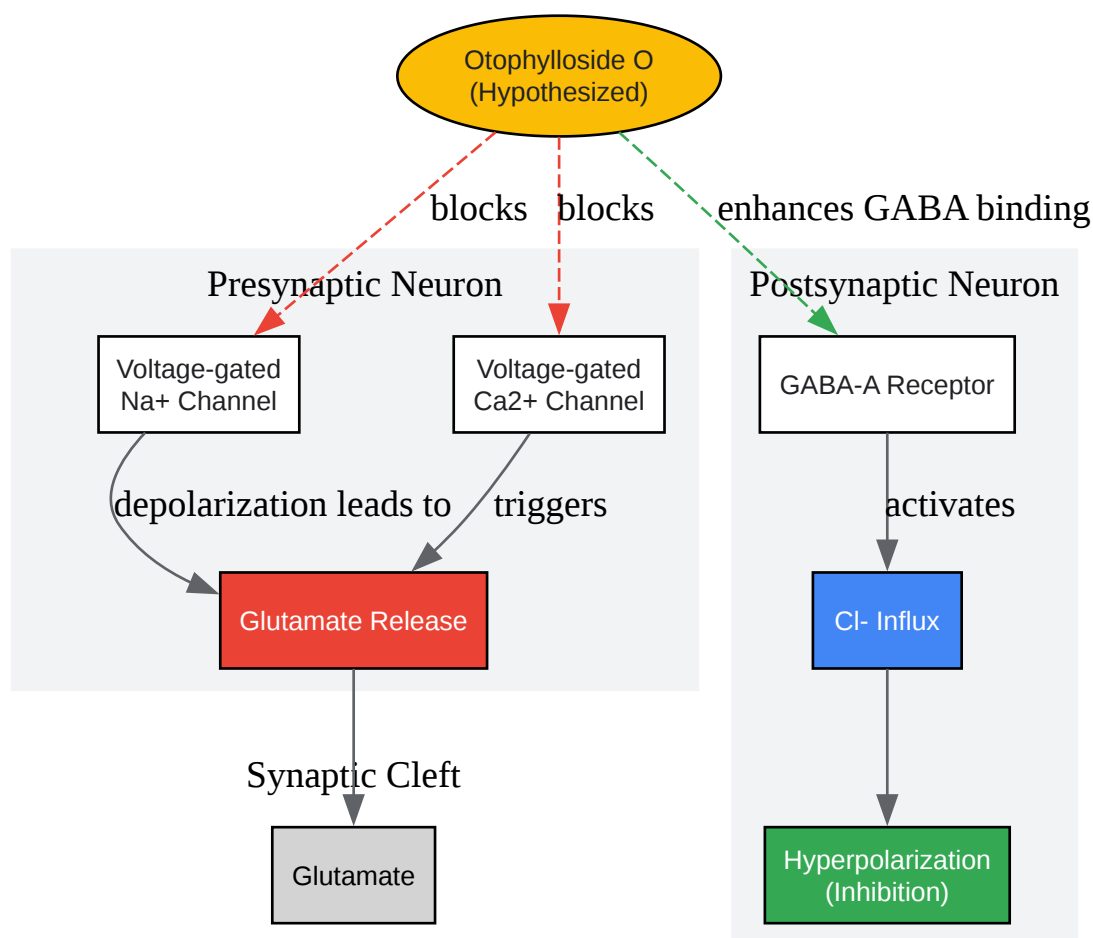 Otophylloside O
(Hypothesized)
blocks
blocks
enhances GABA binding
Presynaptic Neuron
Postsynaptic Neuron
Voltage-gated
Na+ Channel
Voltage-gated
Ca2+ Channel
GABA-A Receptor
depolarization leads to
triggers
activates
Glutamate Release
Cl- Influx
Synaptic Cleft
Glutamate
Hyperpolarization
(Inhibition)